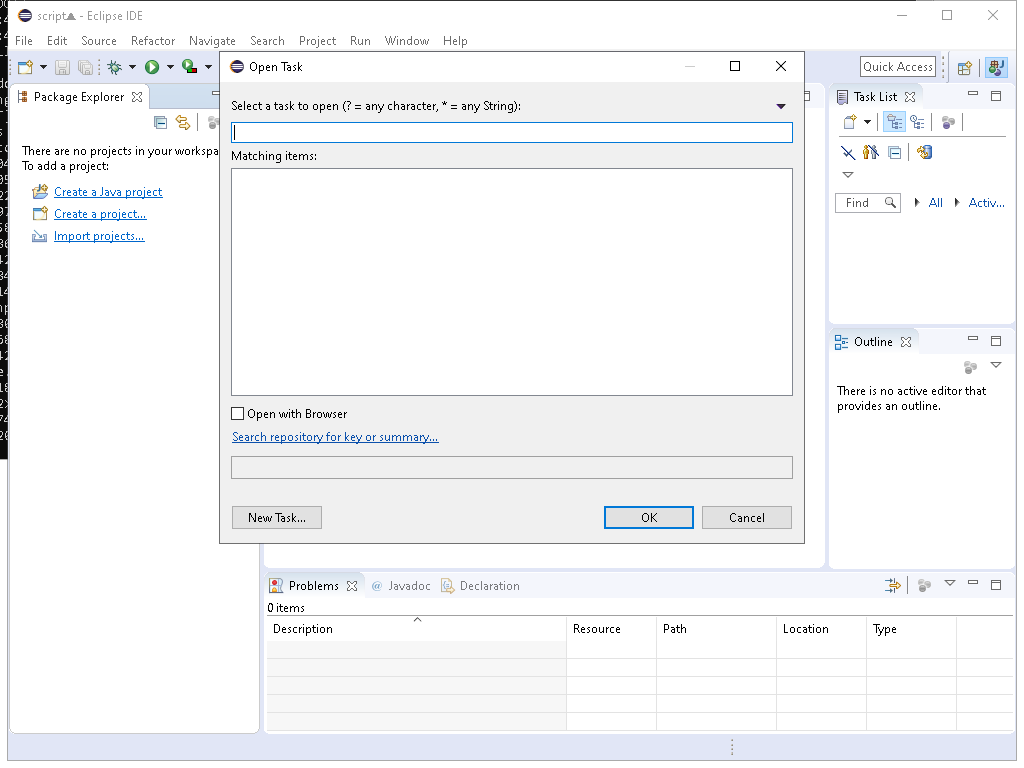 script▲ - Eclipse IDE
File Edit Source Refactor Navigate Search Project Run Window Help
Quick Access
Package Explorer
There are no projects in your workspa
To add a project:
Create a Java project
Create a project...
Import projects...
Open Task
Select a task to open (? = any character, * = any String):
Matching items:
Open with Browser
Search repository for key or summary...
New Task...
OK
Cancel
Task List
Find
All
Activ...
Outline
There is no active editor that
provides an outline.
Problems
@ Javadoc
Declaration
0 items
Description Resource Path Location Type